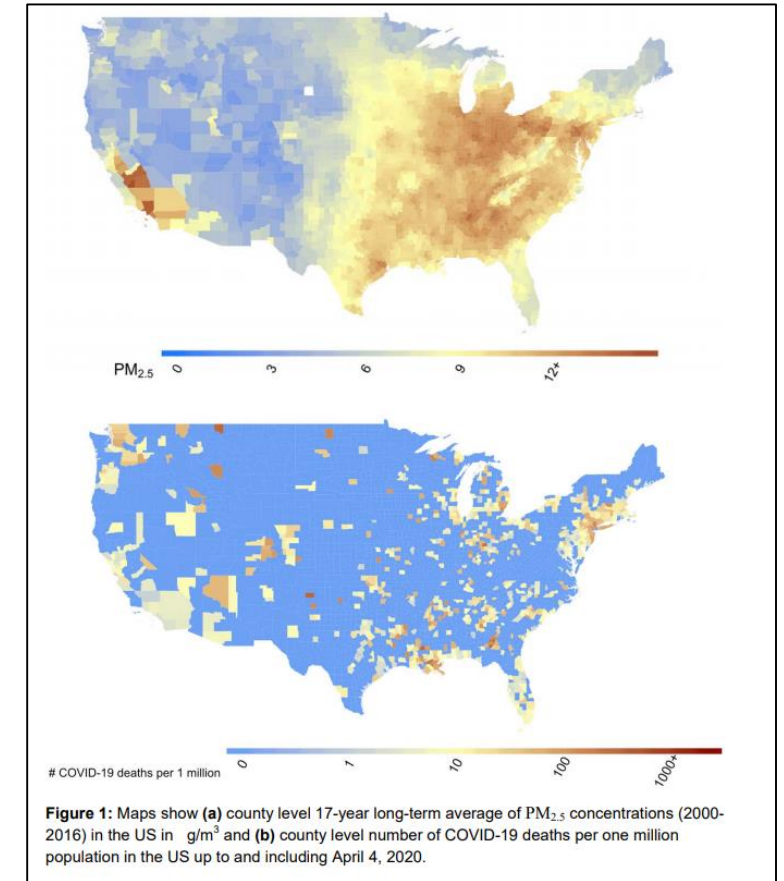 PM2.5 0 3 6 9 12+
# COVID-19 deaths per 1 million 0 1 10 100 1000+
Figure 1: Maps show (a) county level 17-year long-term average of PM2.5 concentrations (2000-
2016) in the US in g/m3 and (b) county level number of COVID-19 deaths per one million
population in the US up to and including April 4, 2020.